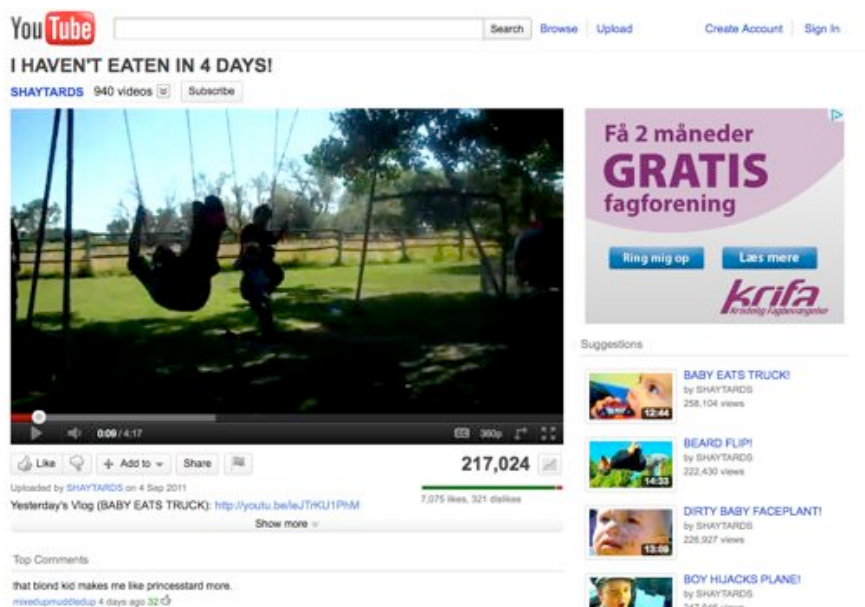 YouTube Search Browse Upload Create Account Sign In
I HAVEN'T EATEN IN 4 DAYS!
SHAYTARDS 940 videos Subscribe
0:09 / 4:17 CC 360p
Like + Add to Share 217,024
Uploaded by SHAYTARDS on 4 Sep 2011
7,075 likes, 321 dislikes
Yesterday's Vlog (BABY EATS TRUCK): http://youtu.be/ieJTrKU1PhM
Show more
Top Comments
that blond kid makes me like princesstard more.
mixedupmuddledup 4 days ago 32
Få 2 måneder
GRATIS
fagforening
Ring mig op Læs mere
krifa
Kristelig Fagbevægelse
Suggestions
BABY EATS TRUCK!
by SHAYTARDS
258,104 views
12:44
BEARD FLIP!
by SHAYTARDS
222,430 views
14:33
DIRTY BABY FACEPLANT!
by SHAYTARDS
226,927 views
13:09
BOY HIJACKS PLANE!
by SHAYTARDS